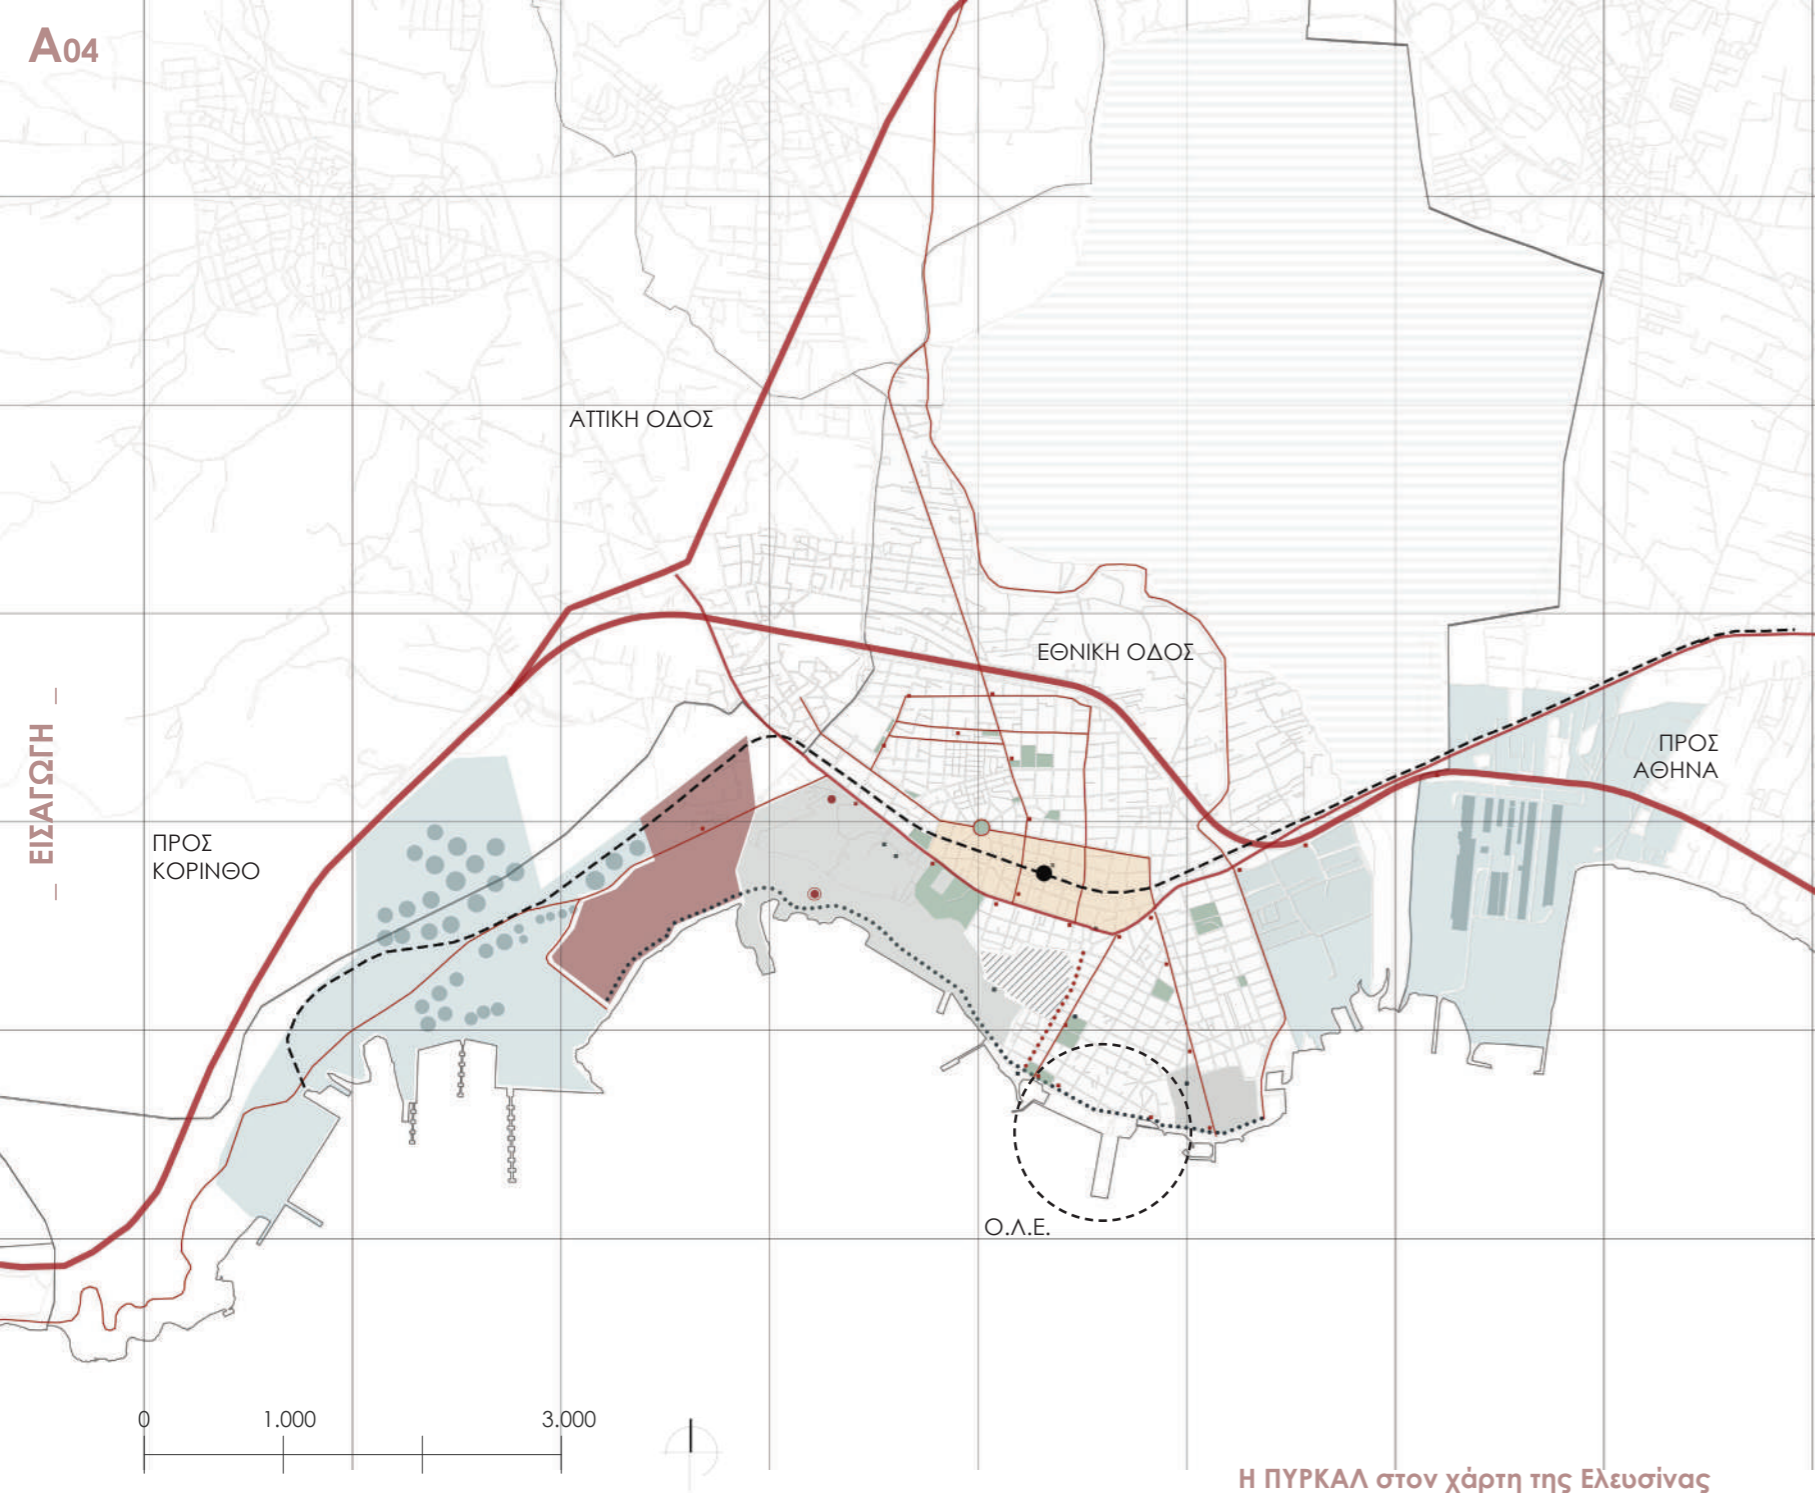 Α04
ΑΤΤΙΚΗ ΟΔΟΣ
ΕΘΝΙΚΗ ΟΔΟΣ
ΠΡΟΣ
ΑΘΗΝΑ
_ ΕΙΣΑΓΩΓΗ _
ΠΡΟΣ
ΚΟΡΙΝΘΟ
Ο.Λ.Ε.
0 1.000 3.000
Η ΠΥΡΚΑΛ στον χάρτη της Ελευσίνας